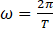 ω = 2π/T